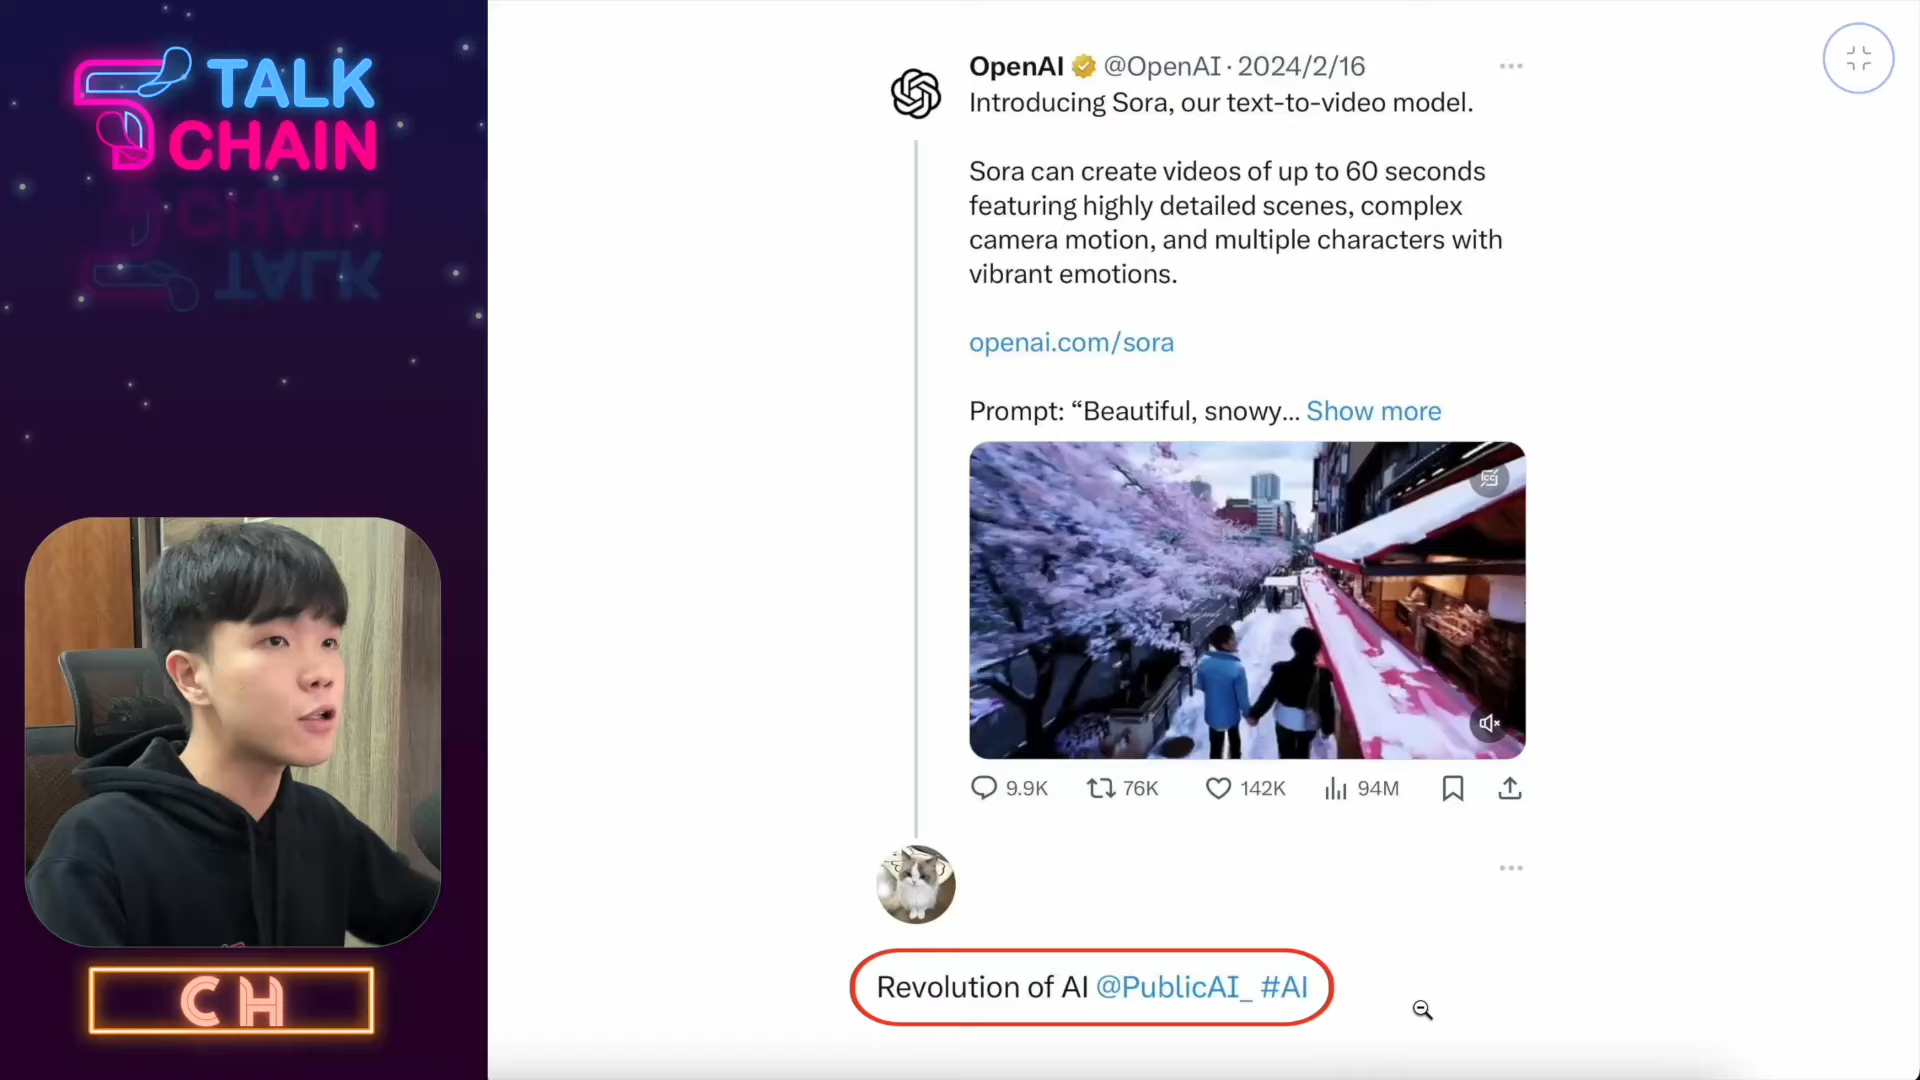 TALK
CHAIN
OpenAI @OpenAI · 2024/2/16
Introducing Sora, our text-to-video model.
Sora can create videos of up to 60 seconds
featuring highly detailed scenes, complex
camera motion, and multiple characters with
vibrant emotions.
openai.com/sora
Prompt: “Beautiful, snowy... Show more
9.9K 76K 142K 94M
Revolution of AI @PublicAI_ #AI
CH